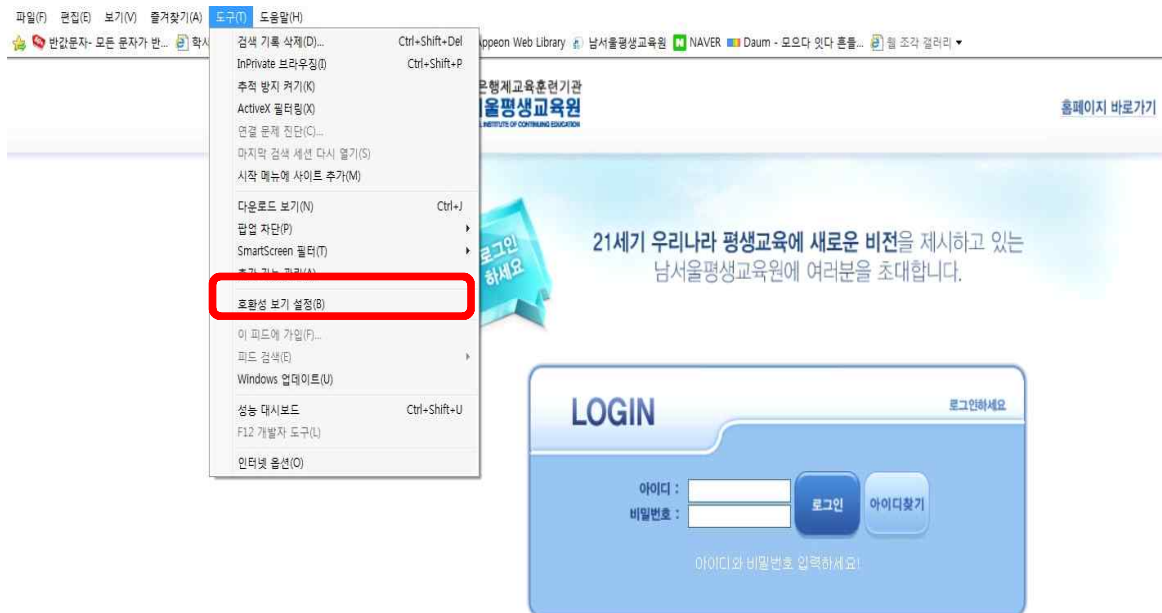 파일(F) 편집(E) 보기(V) 즐겨찾기(A) 도구(T) 도움말(H)
반값문자- 모든 문자가 반... 학사 Appeon Web Library 남서울평생교육원 NAVER Daum - 모으다 잇다 흔들... 웹 조각 갤러리
검색 기록 삭제(D)... Ctrl+Shift+Del
InPrivate 브라우징(I) Ctrl+Shift+P
추적 방지 켜기(K)
ActiveX 필터링(X)
연결 문제 진단(C)...
마지막 검색 세션 다시 열기(S)
시작 메뉴에 사이트 추가(M)
다운로드 보기(N) Ctrl+J
팝업 차단(P)
SmartScreen 필터(T)
추가 기능 관리(A)
호환성 보기 설정(B)
이 피드에 가입(F)...
피드 검색(E)
Windows 업데이트(U)
성능 대시보드 Ctrl+Shift+U
F12 개발자 도구(L)
인터넷 옵션(O)
은행제교육훈련기관
서울평생교육원
INSTITUTE OF CONTINUING EDUCATION
홈페이지 바로가기
로그인
하세요
21세기 우리나라 평생교육에 새로운 비전을 제시하고 있는
남서울평생교육원에 여러분을 초대합니다.
LOGIN
로그인하세요
아이디 :
비밀번호 :
로그인
아이디찾기
아이디와 비밀번호 입력하세요!